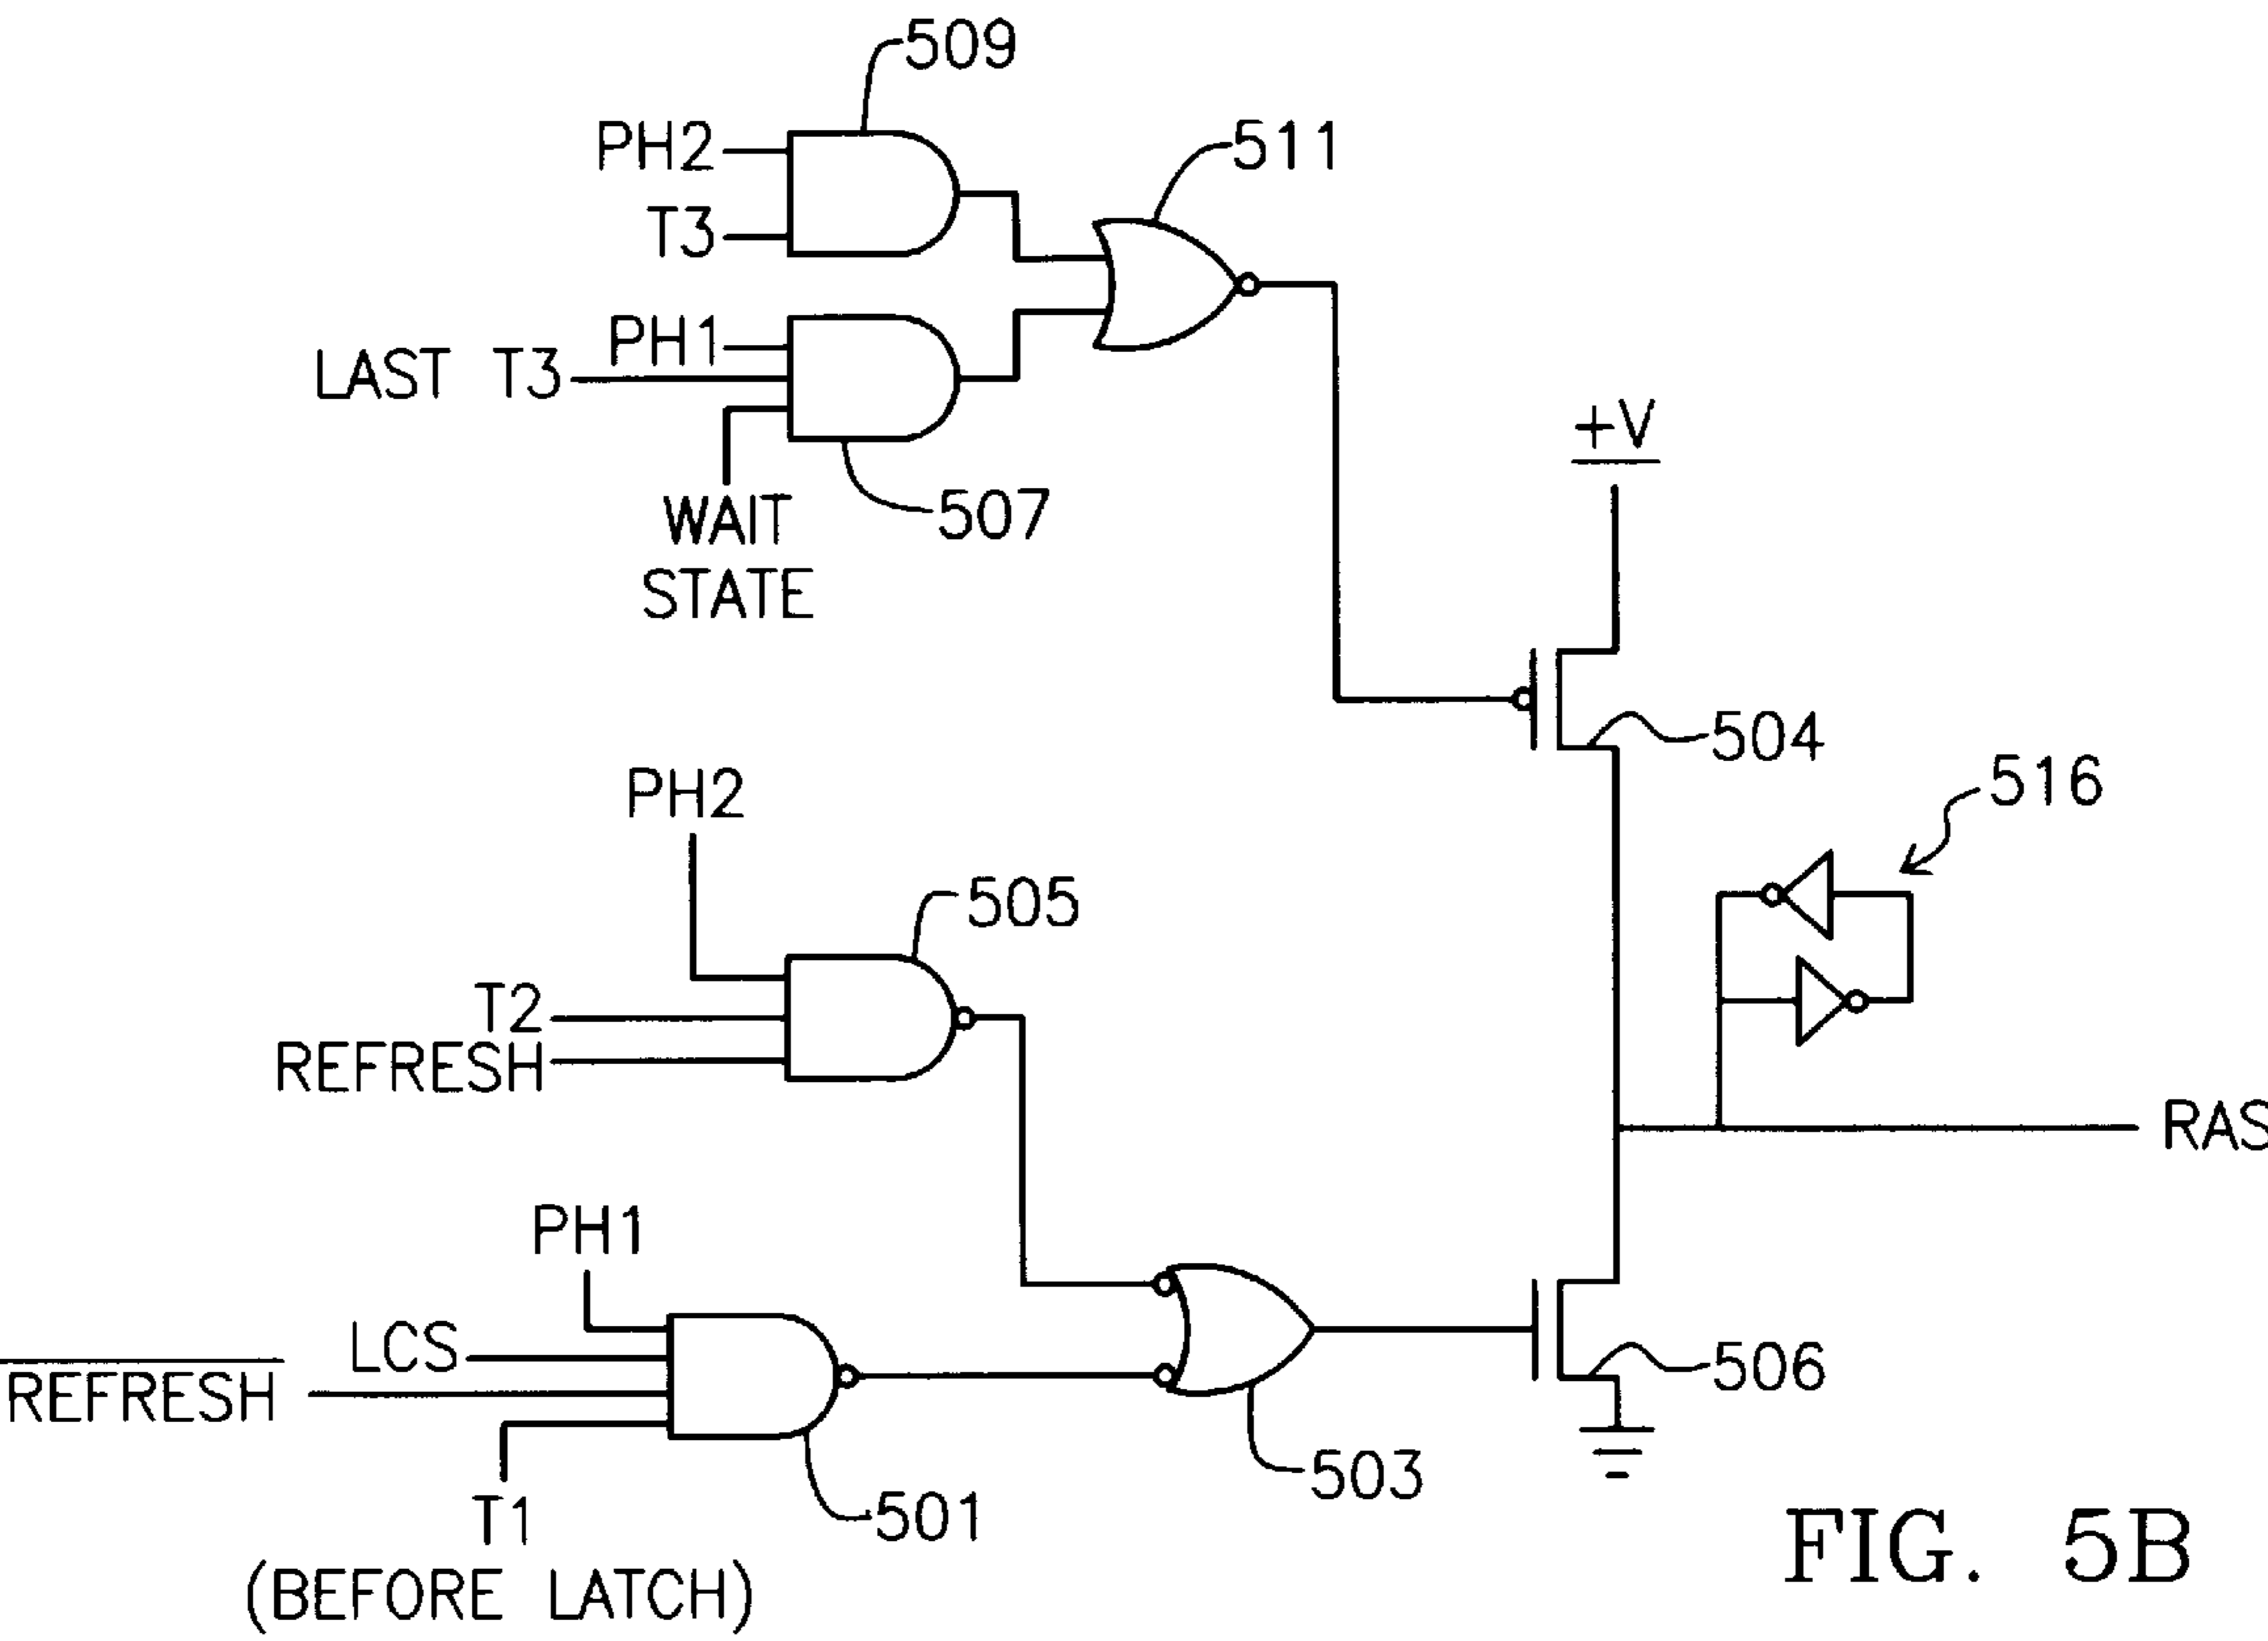 509
PH2
511
T3
PH1
LAST T3
+V
507
WAIT
STATE
504
PH2
516
505
T2
REFRESH
RAS
PH1
LCS
REFRESH
506
503
T1
501
(BEFORE LATCH)
FIG. 5B